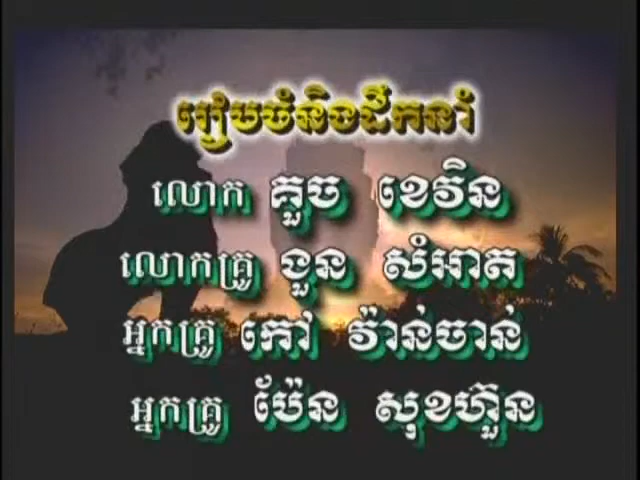 រៀបចំនិងដឹកនាំ
លោក គួច ខេវិន
លោកគ្រូ ងួន សំអាត
អ្នកគ្រូ កៅ វ៉ាន់ចាន់
អ្នកគ្រូ ប៉ែន សុខហ៊ួន